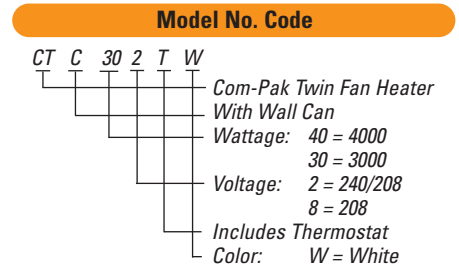 Model No. Code
CT C 30 2 T W
Com-Pak Twin Fan Heater
With Wall Can
Wattage: 40 = 4000
30 = 3000
Voltage: 2 = 240/208
8 = 208
Includes Thermostat
Color: W = White